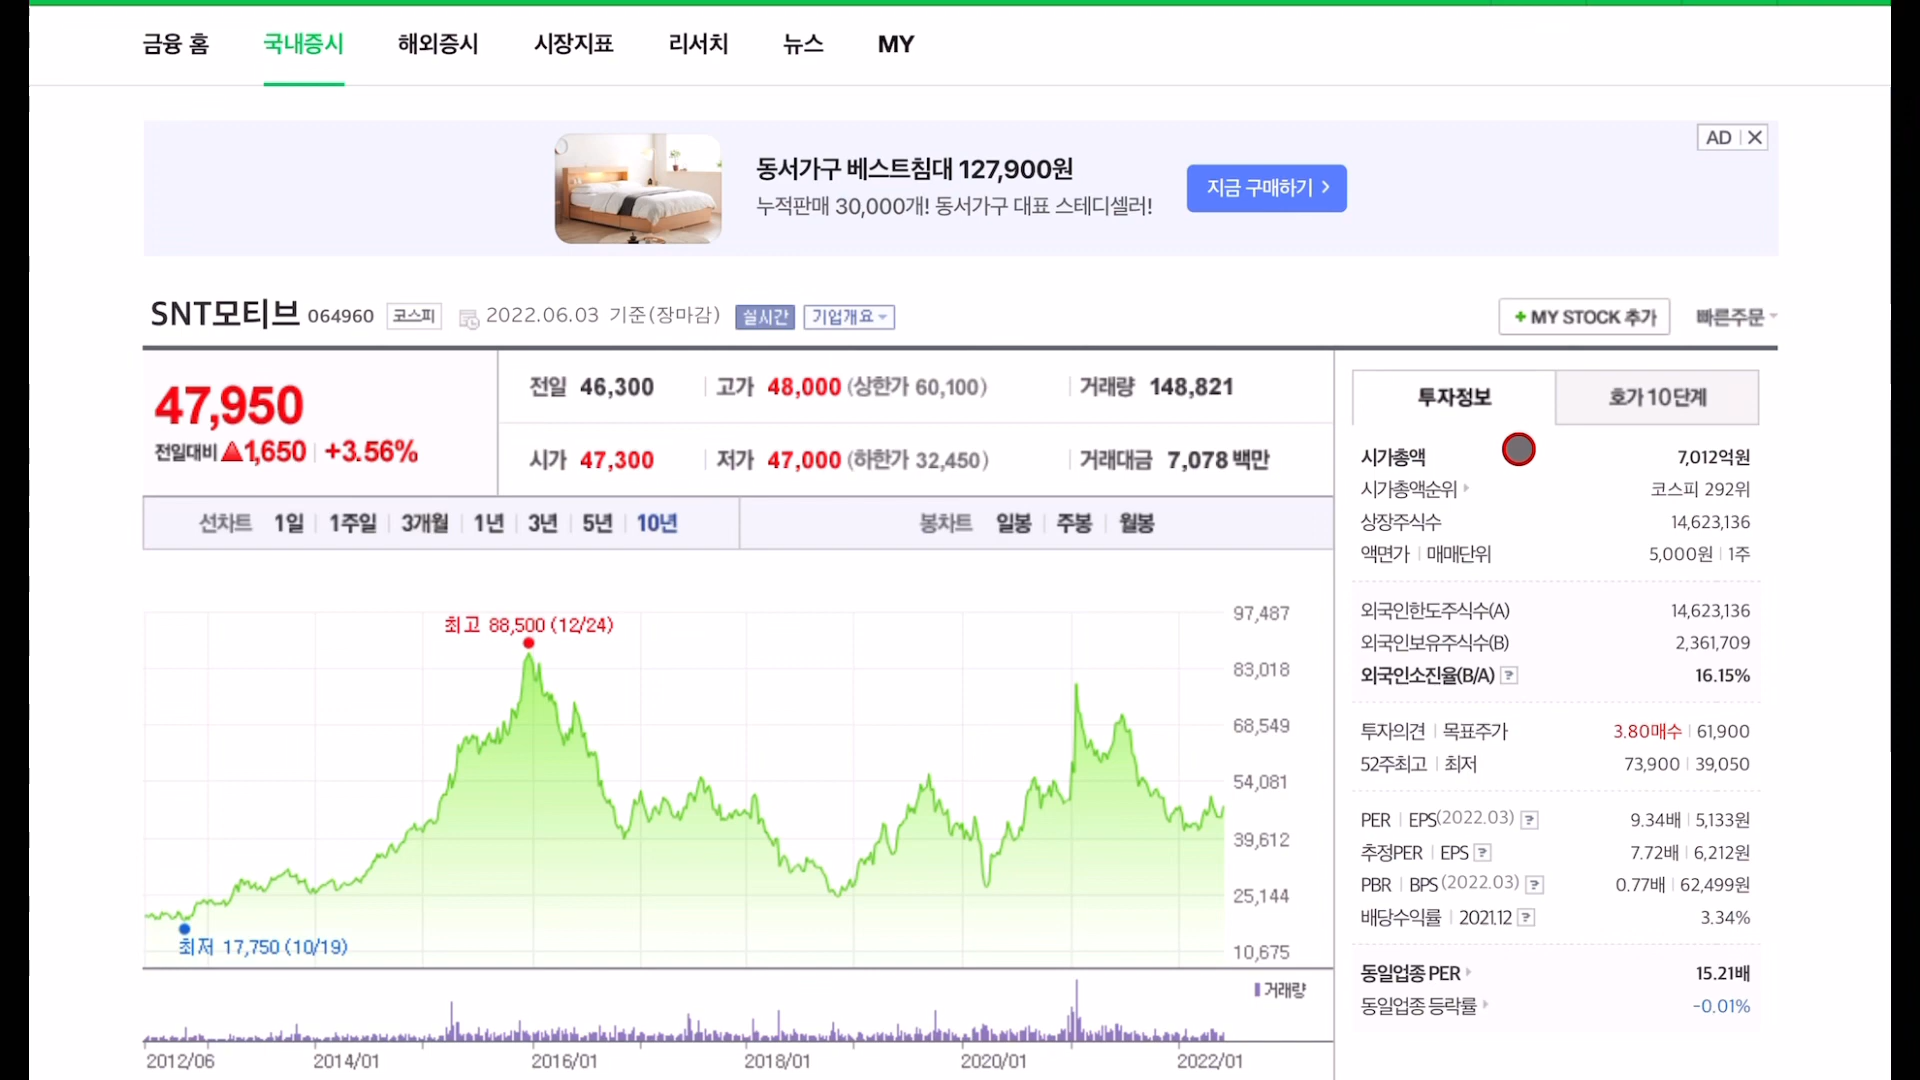 금융 홈 국내증시 해외증시 시장지표 리서치 뉴스 MY
AD
동서가구 베스트침대 127,900원
누적판매 30,000개! 동서가구 대표 스테디셀러!
지금 구매하기
SNT모티브 064960 코스피 2022.06.03 기준(장마감) 실시간 기업개요
+ MY STOCK 추가 빠른주문
47,950
전일대비 ▲1,650 +3.56%
전일 46,300 고가 48,000 (상한가 60,100) 거래량 148,821
시가 47,300 저가 47,000 (하한가 32,450) 거래대금 7,078 백만
선차트 1일 1주일 3개월 1년 3년 5년 10년
봉차트 일봉 주봉 월봉
최고 88,500 (12/24)
97,487
83,018
68,549
54,081
39,612
25,144
10,675
최저 17,750 (10/19)
거래량
2012/06 2014/01 2016/01 2018/01 2020/01 2022/01
투자정보 호가 10단계
시가총액 7,012억원
시가총액순위 코스피 292위
상장주식수 14,623,136
액면가 매매단위 5,000원 1주
외국인한도주식수(A) 14,623,136
외국인보유주식수(B) 2,361,709
외국인소진율(B/A) ? 16.15%
투자의견 목표주가 3.80매수 61,900
52주최고 최저 73,900 39,050
PER EPS(2022.03) ? 9.34배 5,133원
추정PER EPS ? 7.72배 6,212원
PBR BPS (2022.03) ? 0.77배 62,499원
배당수익률 2021.12 ? 3.34%
동일업종 PER 15.21배
동일업종 등락률 -0.01%